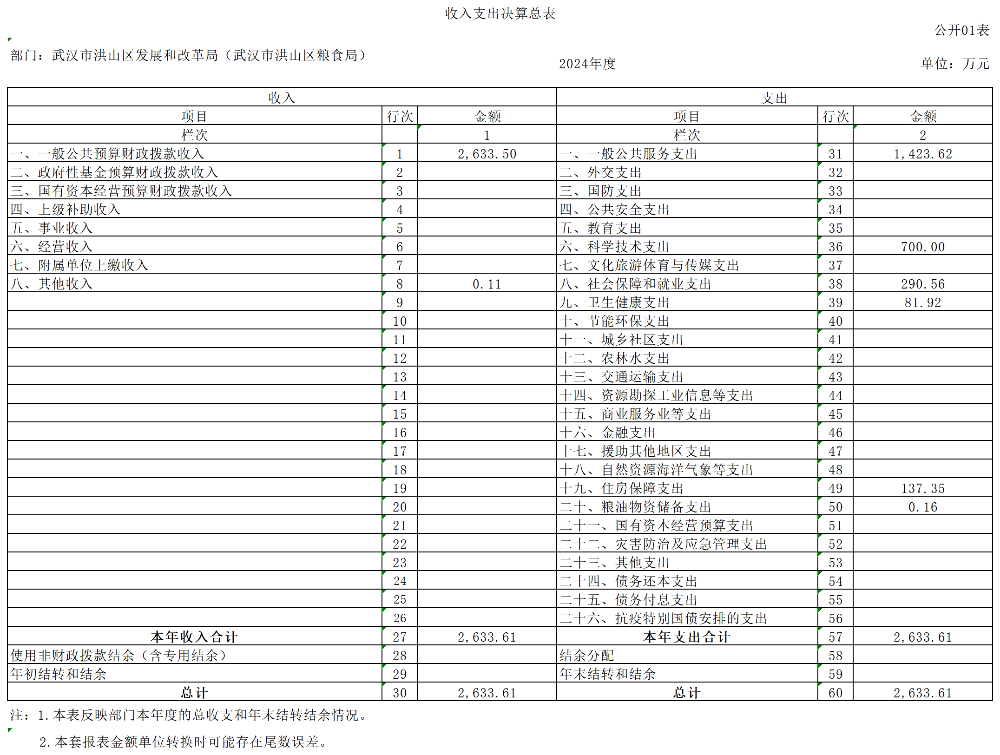 收入支出决算总表
公开01表
部门：武汉市洪山区发展和改革局（武汉市洪山区粮食局）
2024年度 单位：万元
收入 支出
项目 行次 金额 项目 行次 金额
栏次 1 栏次 2
一、一般公共预算财政拨款收入 1 2,633.50 一、一般公共服务支出 31 1,423.62
二、政府性基金预算财政拨款收入 2 二、外交支出 32
三、国有资本经营预算财政拨款收入 3 三、国防支出 33
四、上级补助收入 4 四、公共安全支出 34
五、事业收入 5 五、教育支出 35
六、经营收入 6 六、科学技术支出 36 700.00
七、附属单位上缴收入 7 七、文化旅游体育与传媒支出 37
八、其他收入 8 0.11 八、社会保障和就业支出 38 290.56
9 九、卫生健康支出 39 81.92
10 十、节能环保支出 40
11 十一、城乡社区支出 41
12 十二、农林水支出 42
13 十三、交通运输支出 43
14 十四、资源勘探工业信息等支出 44
15 十五、商业服务业等支出 45
16 十六、金融支出 46
17 十七、援助其他地区支出 47
18 十八、自然资源海洋气象等支出 48
19 十九、住房保障支出 49 137.35
20 二十、粮油物资储备支出 50 0.16
21 二十一、国有资本经营预算支出 51
22 二十二、灾害防治及应急管理支出 52
23 二十三、其他支出 53
24 二十四、债务还本支出 54
25 二十五、债务付息支出 55
26 二十六、抗疫特别国债安排的支出 56
本年收入合计 27 2,633.61 本年支出合计 57 2,633.61
使用非财政拨款结余（含专用结余） 28 结余分配 58
年初结转和结余 29 年末结转和结余 59
总计 30 2,633.61 总计 60 2,633.61
注：1.本表反映部门本年度的总收支和年末结转结余情况。
2.本套报表金额单位转换时可能存在尾数误差。